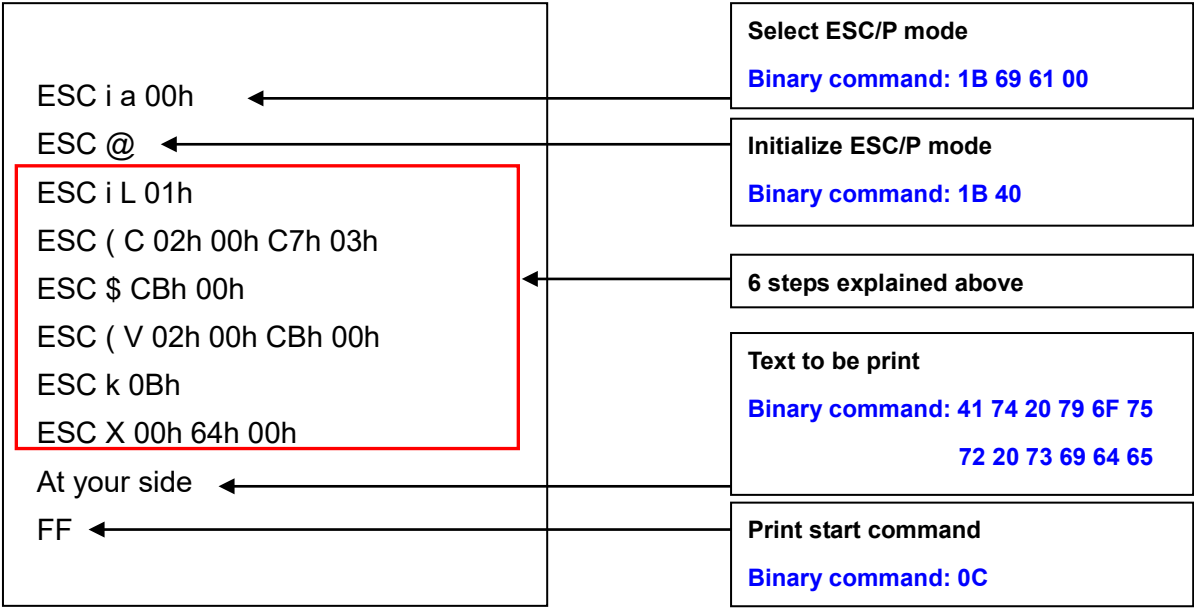 ESC i a 00h
ESC @
ESC i L 01h
ESC ( C 02h 00h C7h 03h
ESC $ CBh 00h
ESC ( V 02h 00h CBh 00h
ESC k 0Bh
ESC X 00h 64h 00h
At your side
FF
Select ESC/P mode
Binary command: 1B 69 61 00
Initialize ESC/P mode
Binary command: 1B 40
6 steps explained above
Text to be print
Binary command: 41 74 20 79 6F 75
72 20 73 69 64 65
Print start command
Binary command: 0C